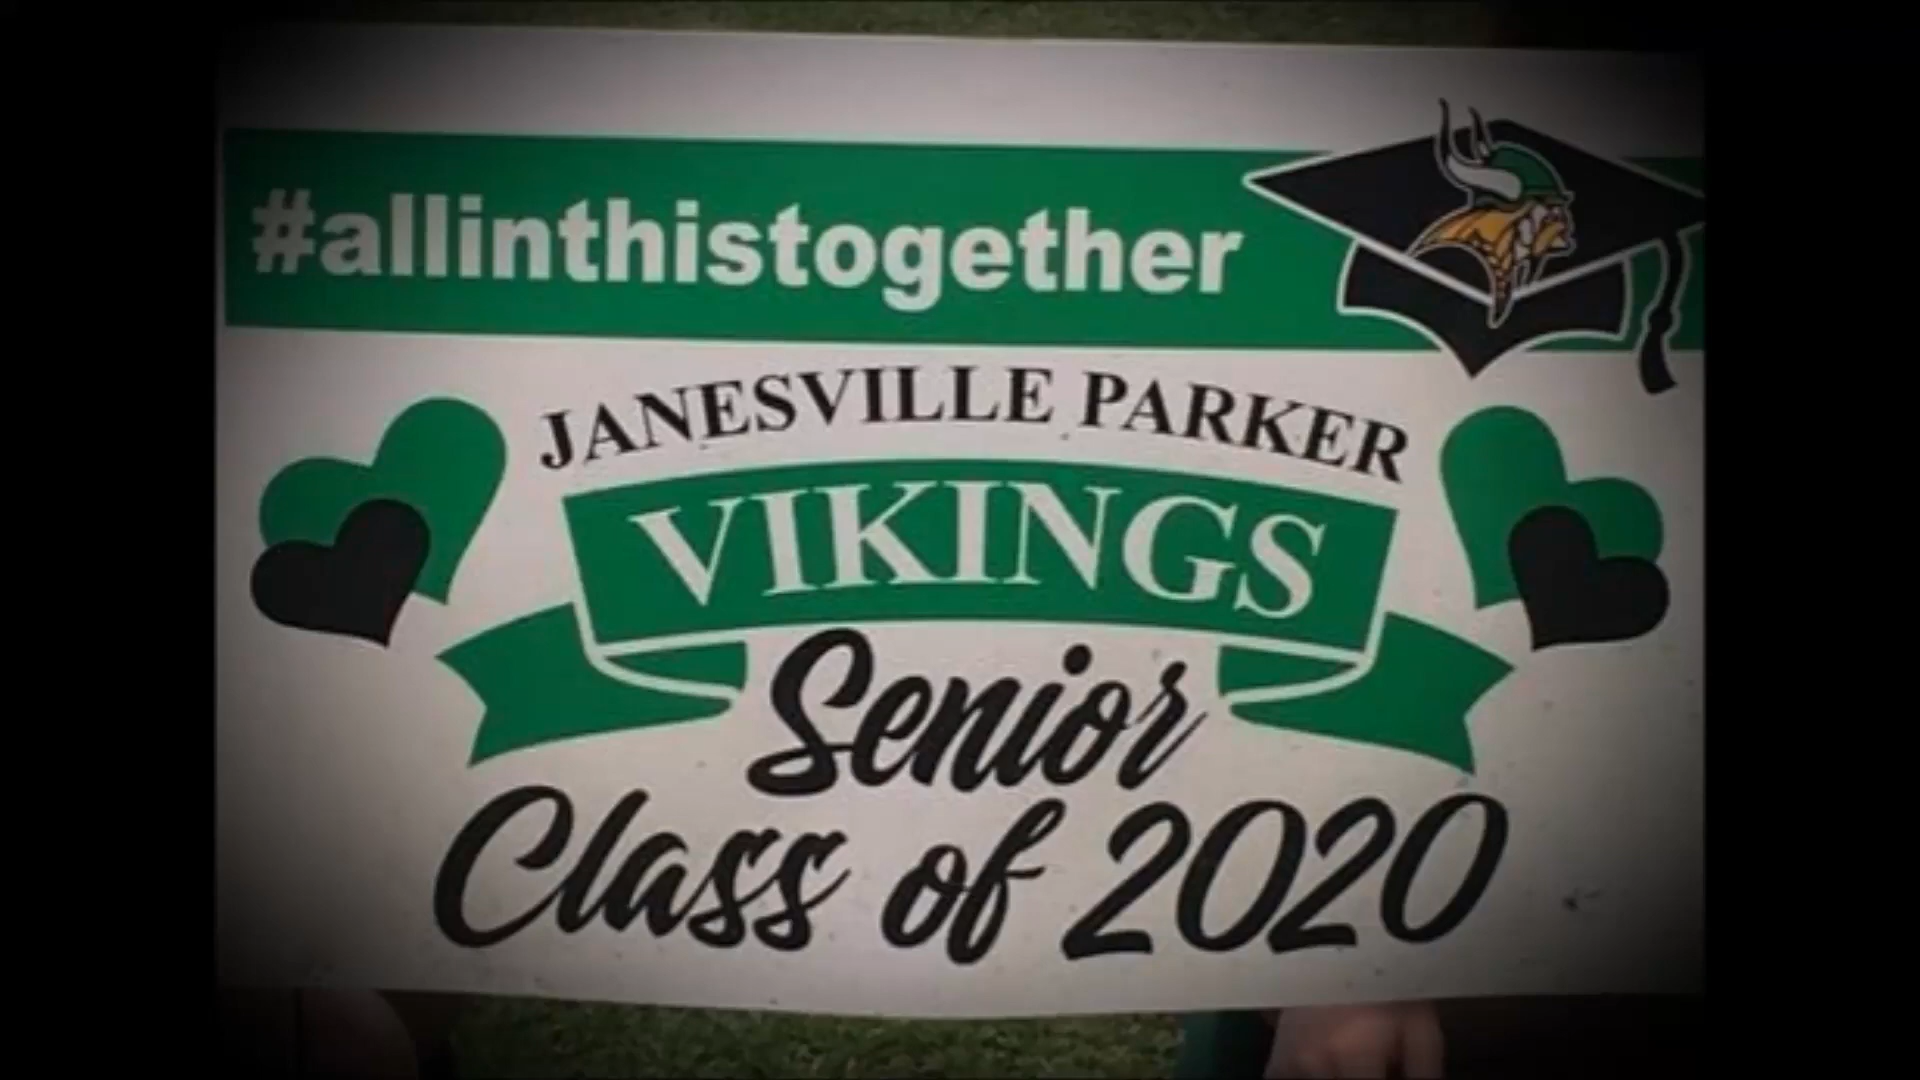 #allinthistogether
JANESVILLE PARKER
VIKINGS
Senior
Class of 2020